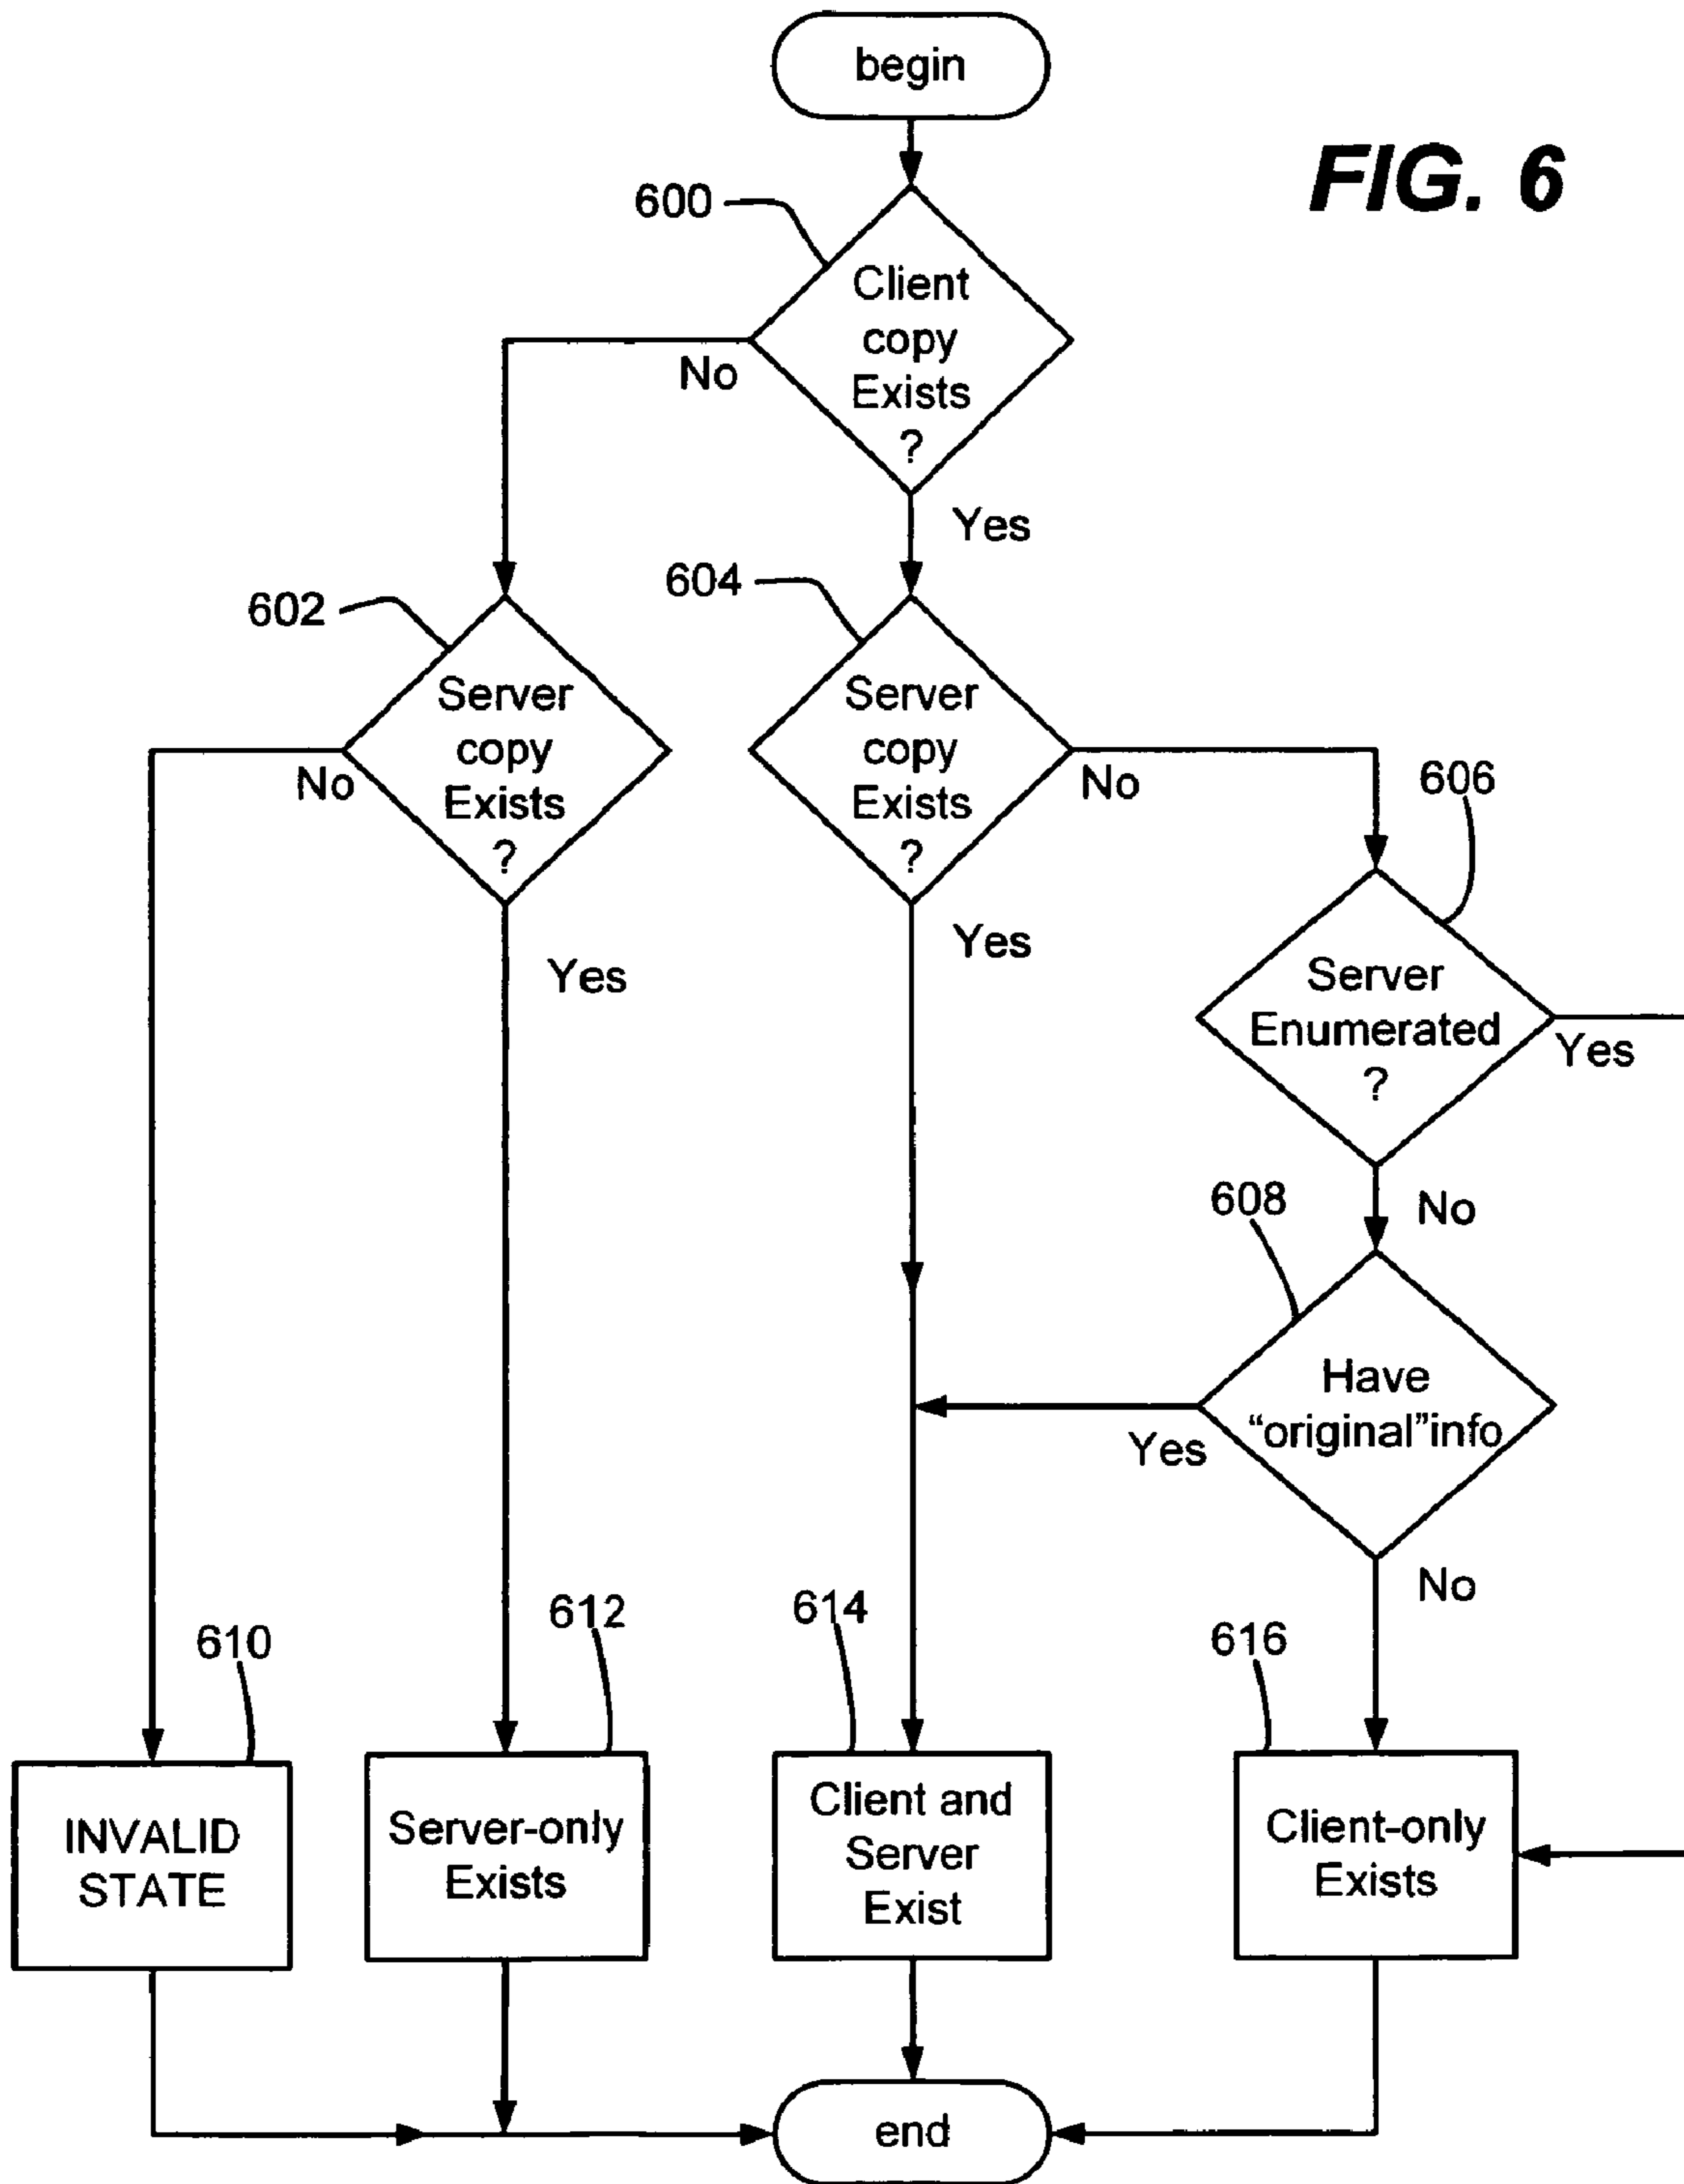 begin
FIG. 6
600
Client
copy
Exists
?
No
Yes
602
604
Server
copy
Exists
?
No
Yes
Server
copy
Exists
?
No
Yes
606
Server
Enumerated
?
Yes
No
608
Have
“original”info
Yes
No
610
612
614
616
INVALID
STATE
Server-only
Exists
Client and
Server
Exist
Client-only
Exists
end